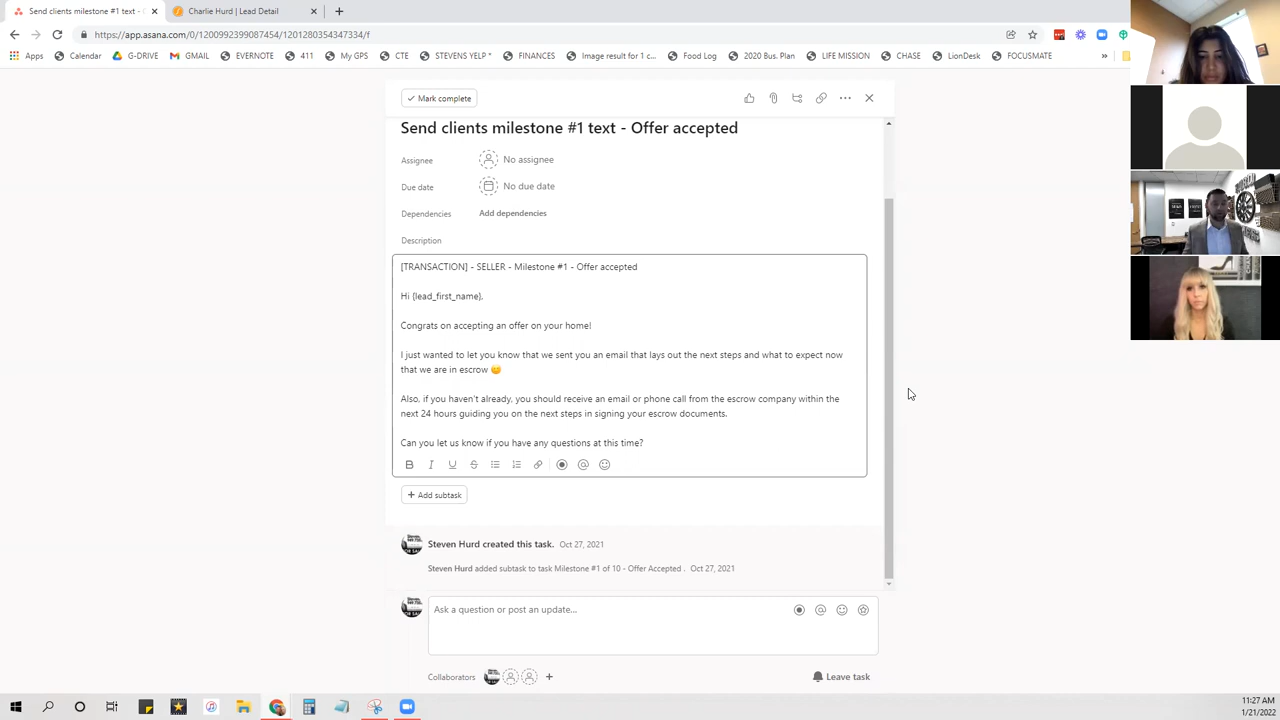 Send clients milestone #1 text - O
Charlie Hurd | Lead Detail
https://app.asana.com/0/1200992399087454/1201280354347334/f
Apps Calendar G-DRIVE GMAIL EVERNOTE 411 My GPS CTE STEVENS YELP * FINANCES Image result for 1 c... Food Log 2020 Bus. Plan LIFE MISSION CHASE LionDesk FOCUSMATE »
Mark complete
Send clients milestone #1 text - Offer accepted
Assignee No assignee
Due date No due date
Dependencies Add dependencies
Description
[TRANSACTION] - SELLER - Milestone #1 - Offer accepted
Hi {lead_first_name},
Congrats on accepting an offer on your home!
I just wanted to let you know that we sent you an email that lays out the next steps and what to expect now
that we are in escrow 😊
Also, if you haven't already, you should receive an email or phone call from the escrow company within the
next 24 hours guiding you on the next steps in signing your escrow documents.
Can you let us know if you have any questions at this time?
+ Add subtask
Steven Hurd created this task. Oct 27, 2021
Steven Hurd added subtask to task Milestone #1 of 10 - Offer Accepted . Oct 27, 2021
Ask a question or post an update...
Collaborators
Leave task
11:27 AM
1/21/2022